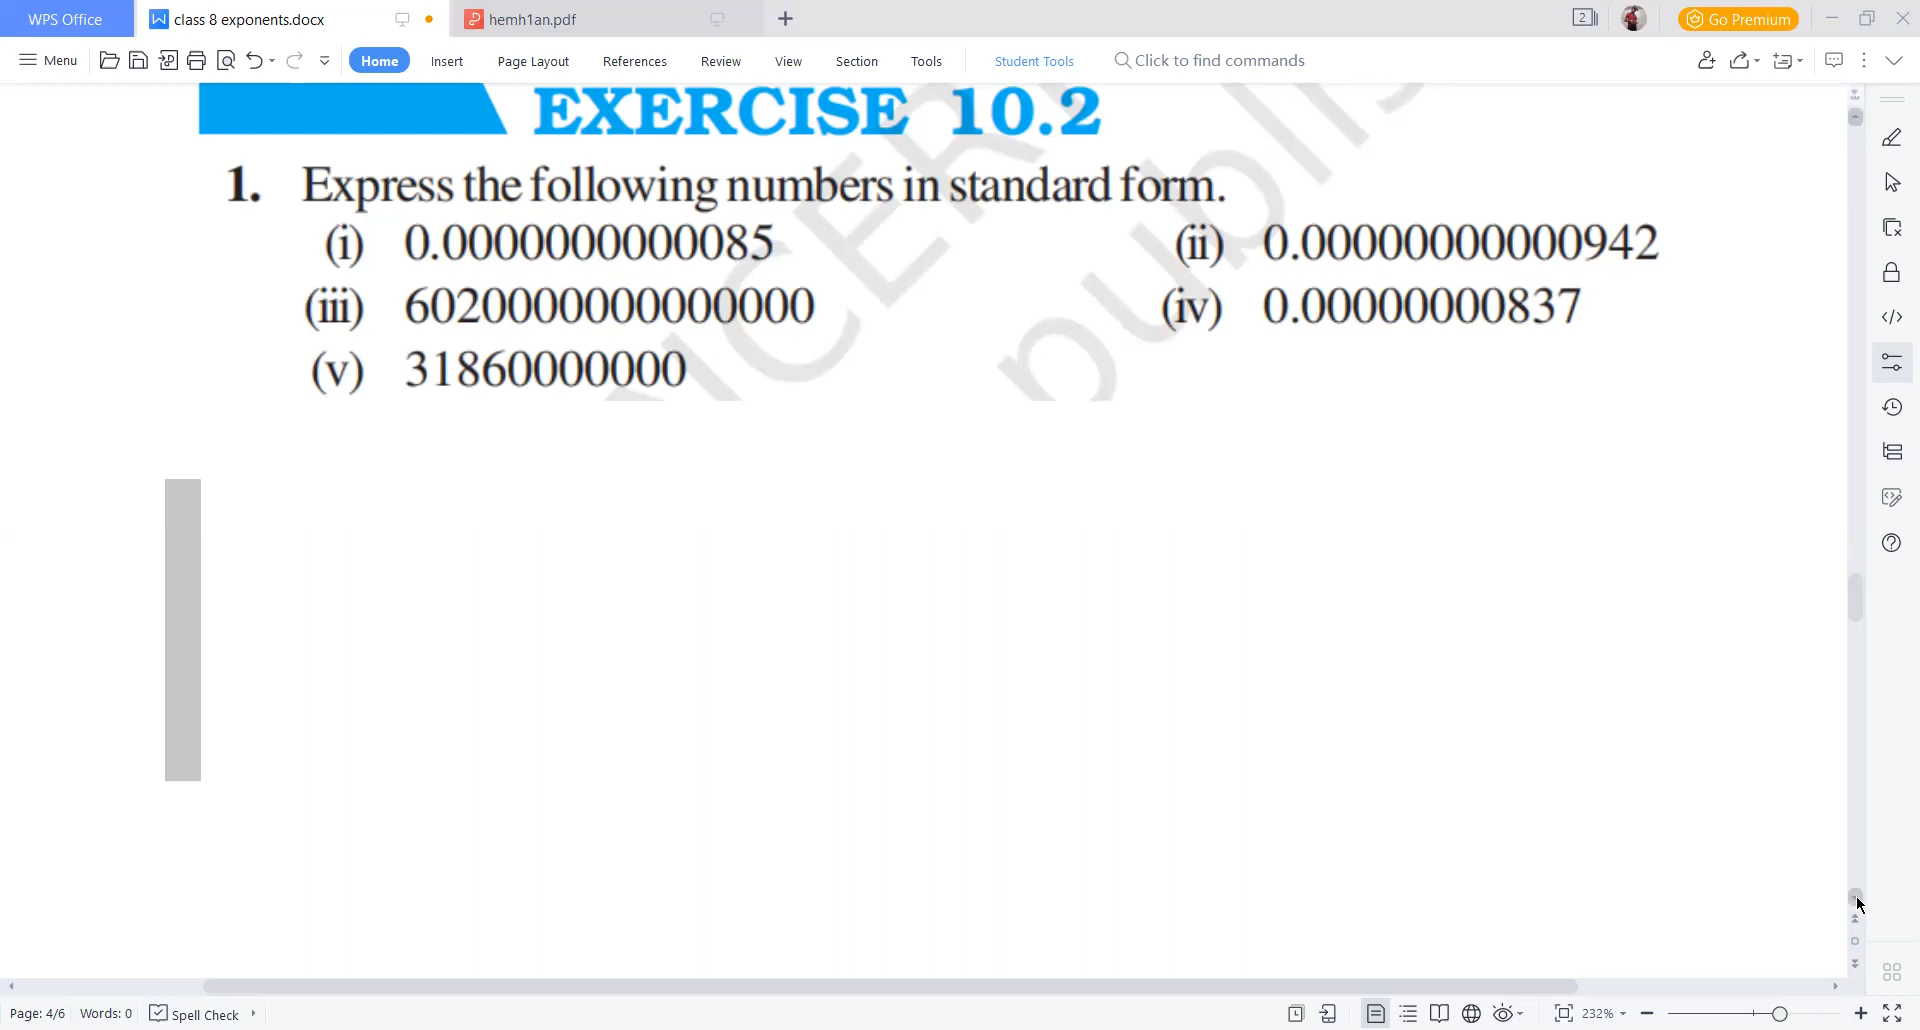 WPS Office
class 8 exponents.docx
hemh1an.pdf
2
Go Premium
Menu
Home
Insert
Page Layout
References
Review
View
Section
Tools
Student Tools
Click to find commands
EXERCISE 10.2
1. Express the following numbers in standard form.
(i) 0.0000000000085 (ii) 0.00000000000942
(iii) 6020000000000000 (iv) 0.00000000837
(v) 31860000000
Page: 4/6 Words: 0 Spell Check 232%